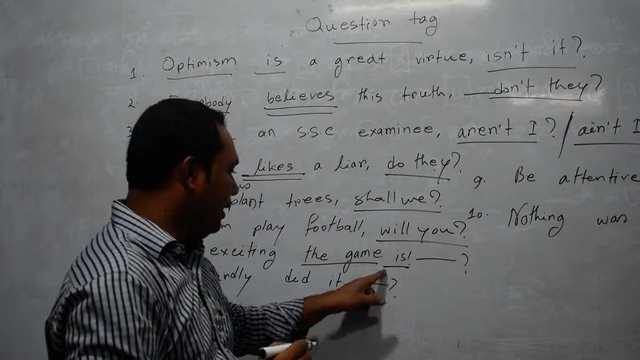 Question tag
1. Optimism is a great virtue, isn't it?
2. believes this truth, don't they?
an s.s.c examinee, aren't I? / ain't I
likes a liar, do they?
plant trees, shall we?
play football, will you?
exciting the game is! ?
did it ?
9. Be attentive
10. Nothing was